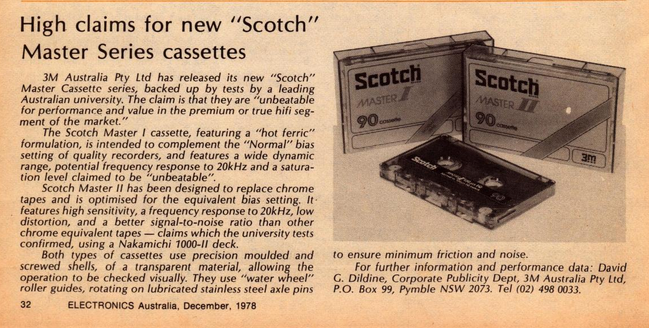 High claims for new "Scotch"
Master Series cassettes
3M Australia Pty Ltd has released its new "Scotch"
Master Cassette series, backed up by tests by a leading
Australian university. The claim is that they are "unbeatable
for performance and value in the premium or true hifi seg-
ment of the market."
The Scotch Master I cassette, featuring a "hot ferric"
formulation, is intended to complement the "Normal" bias
setting of quality recorders, and features a wide dynamic
range, potential frequency response to 20kHz and a satura-
tion level claimed to be "unbeatable".
Scotch Master II has been designed to replace chrome
tapes and is optimised for the equivalent bias setting. It
features high sensitivity, a frequency response to 20kHz, low
distortion, and a better signal-to-noise ratio than other
chrome equivalent tapes — claims which the university tests
confirmed, using a Nakamichi 1000-II deck.
Both types of cassettes use precision moulded and
screwed shells, of a transparent material, allowing the
operation to be checked visually. They use "water wheel"
roller guides, rotating on lubricated stainless steel axle pins
Scotch
MASTER I
90 cassette
Scotch
MASTER II
90 cassette
3m
Scotch
90
to ensure minimum friction and noise.
For further information and performance data: David
G. Dildine, Corporate Publicity Dept, 3M Australia Pty Ltd,
P.O. Box 99, Pymble NSW 2073. Tel (02) 498 0033.
32 ELECTRONICS Australia, December, 1978